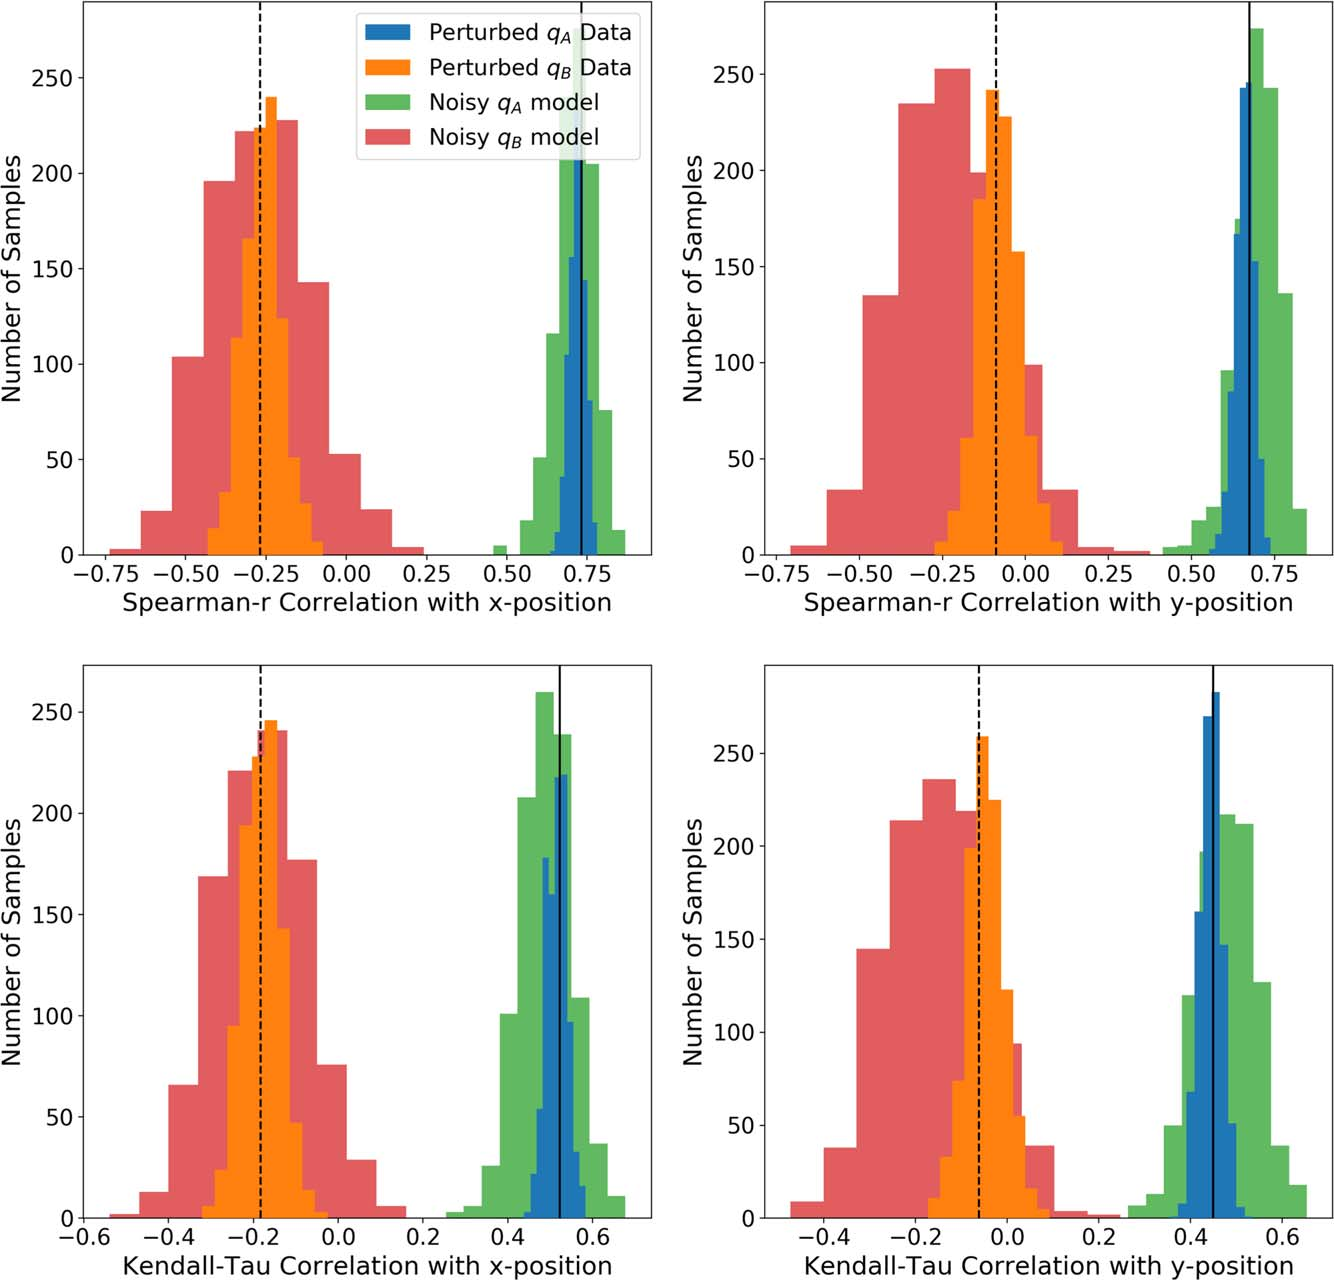 Perturbed qA Data
Perturbed qB Data
Noisy qA model
Noisy qB model
250
200
150
100
50
0
Number of Samples
−0.75 −0.50 −0.25 0.00 0.25 0.50 0.75
Spearman-r Correlation with x-position
250
200
150
100
50
0
Number of Samples
−0.75 −0.50 −0.25 0.00 0.25 0.50 0.75
Spearman-r Correlation with y-position
250
200
150
100
50
0
Number of Samples
−0.6 −0.4 −0.2 0.0 0.2 0.4 0.6
Kendall-Tau Correlation with x-position
250
200
150
100
50
0
Number of Samples
−0.4 −0.2 0.0 0.2 0.4 0.6
Kendall-Tau Correlation with y-position